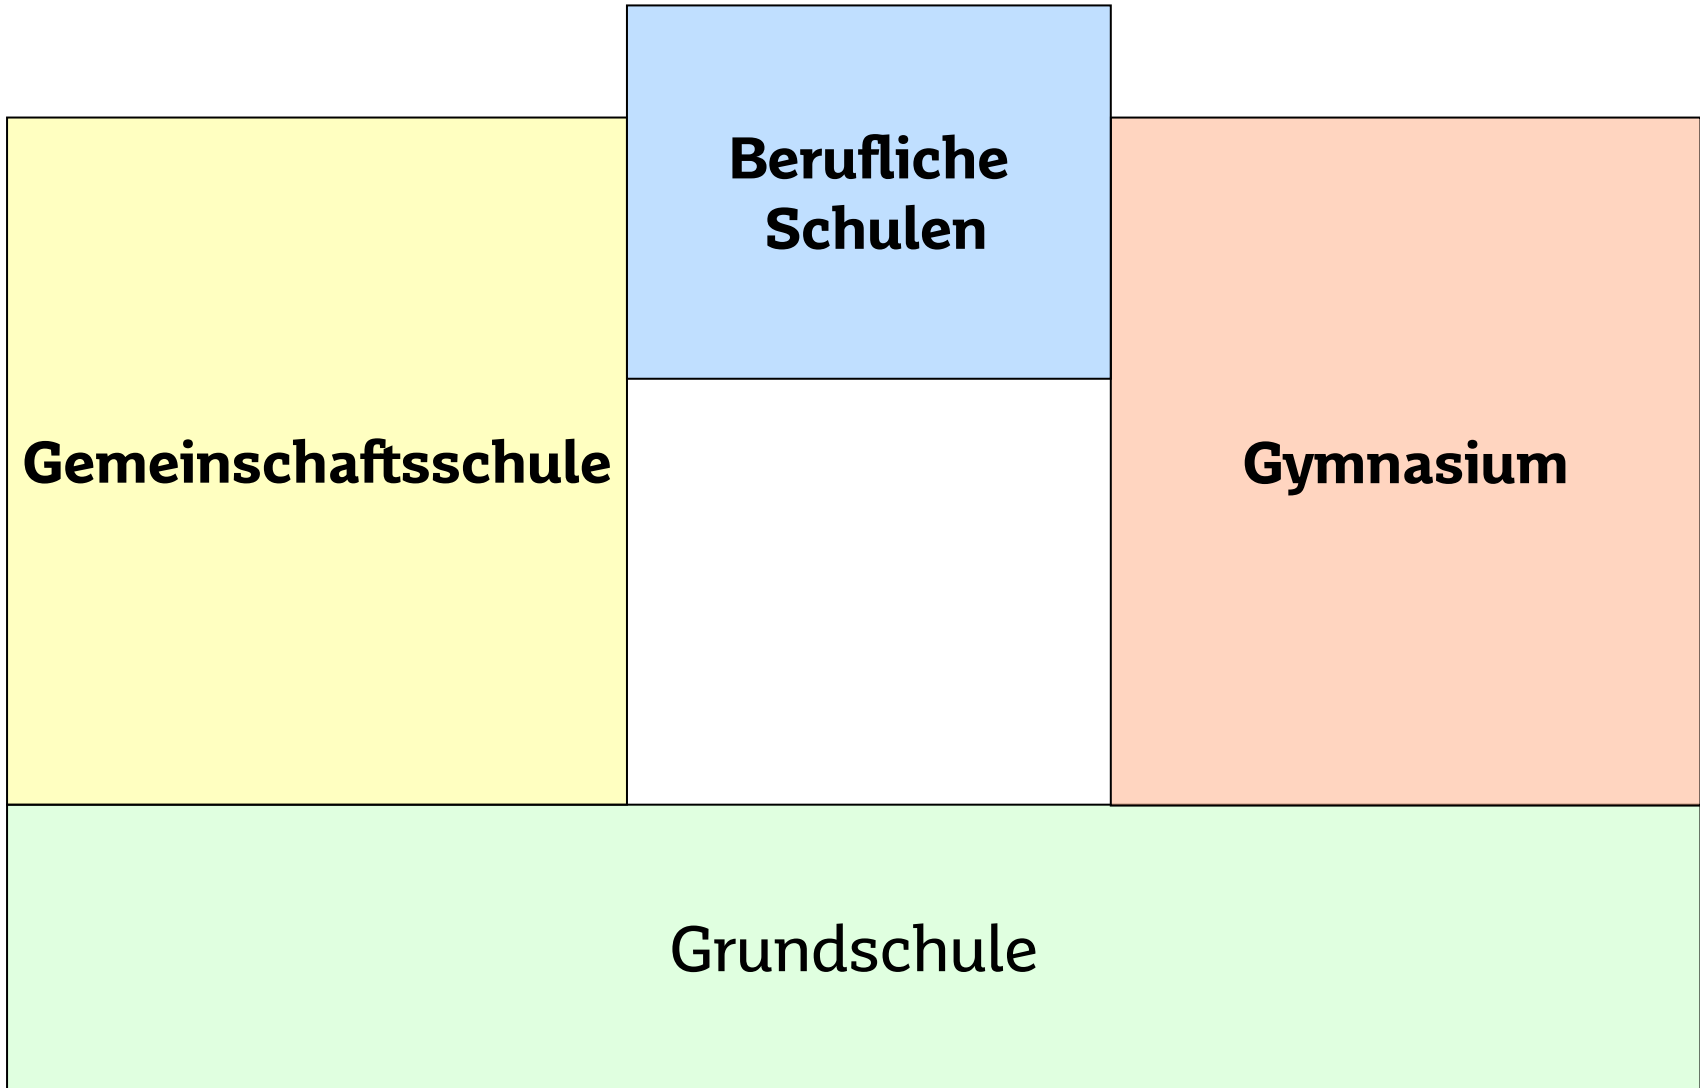 Berufliche
Schulen
Gemeinschaftsschule
Gymnasium
Grundschule